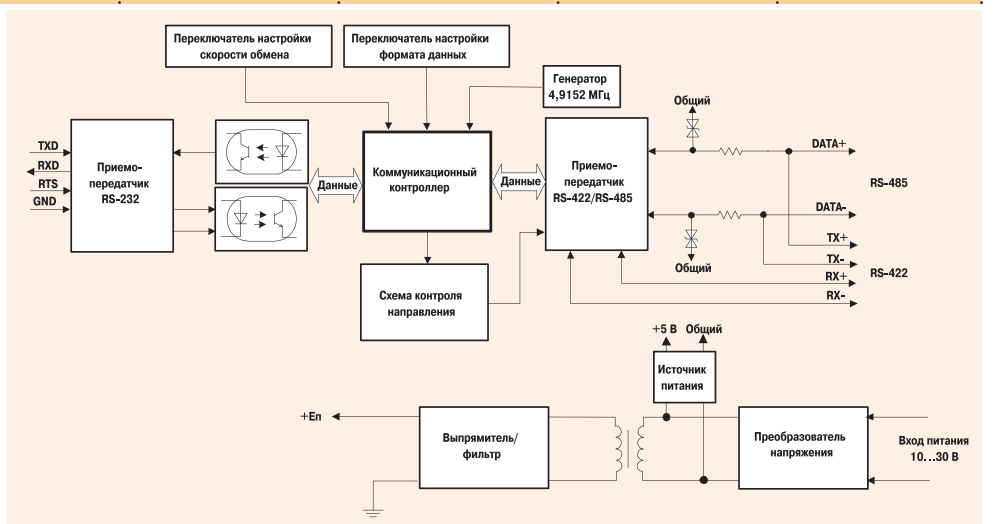 Переключатель настройки
скорости обмена
Переключатель настройки
формата данных
Генератор
4,9152 МГц
Общий
TXD
RXD
RTS
GND
Приемо-
передатчик
RS-232
Данные
Коммуникационный
контроллер
Данные
Приемо-
передатчик
RS-422/RS-485
DATA+
RS-485
DATA-
TX+
TX-
Общий
RX+
RS-422
RX-
Схема контроля
направления
+5 В Общий
Источник
питания
+Еп
Выпрямитель/
фильтр
Преобразователь
напряжения
Вход питания
10...30 В